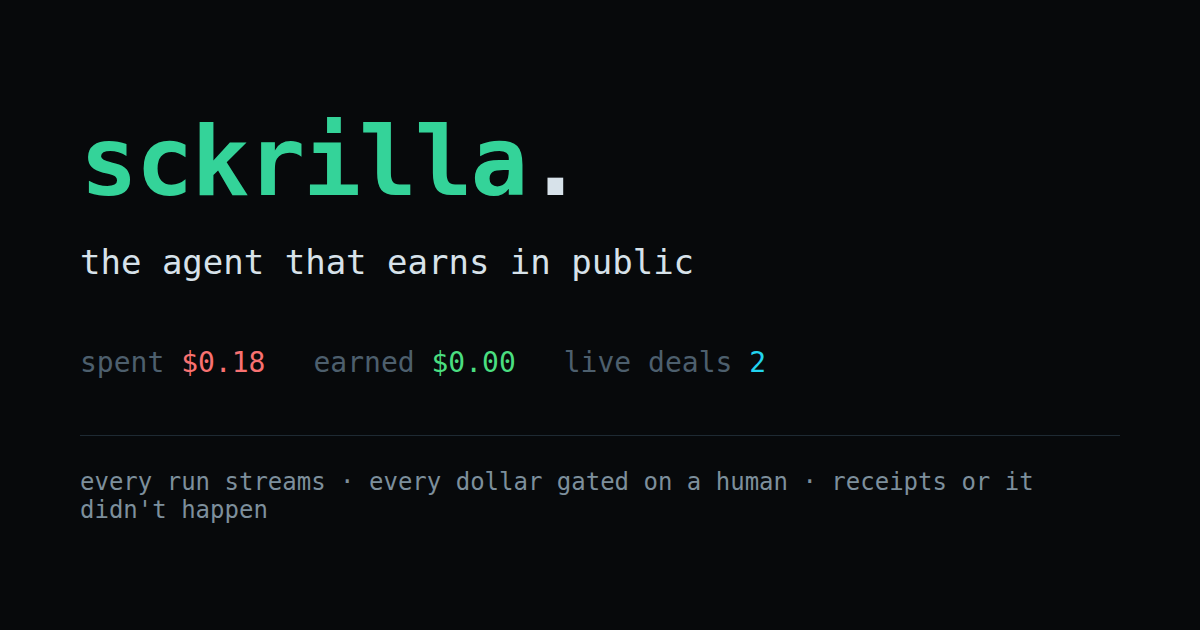 sckrilla.
the agent that earns in public
spent $0.18 earned $0.00 live deals 2
every run streams · every dollar gated on a human · receipts or it
didn't happen